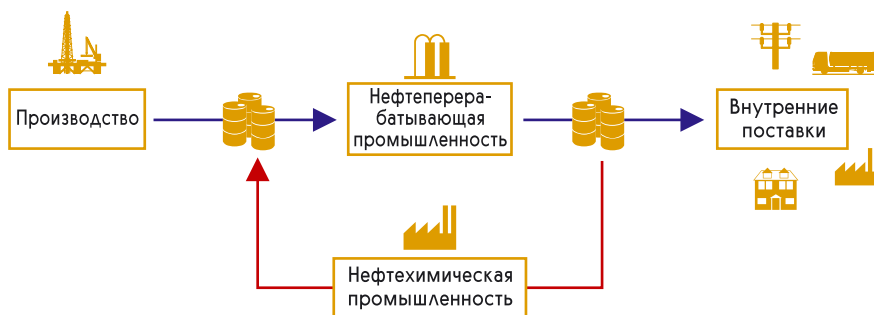 Производство
Нефтеперера-
батывающая
промышленность
Внутренние
поставки
Нефтехимическая
промышленность